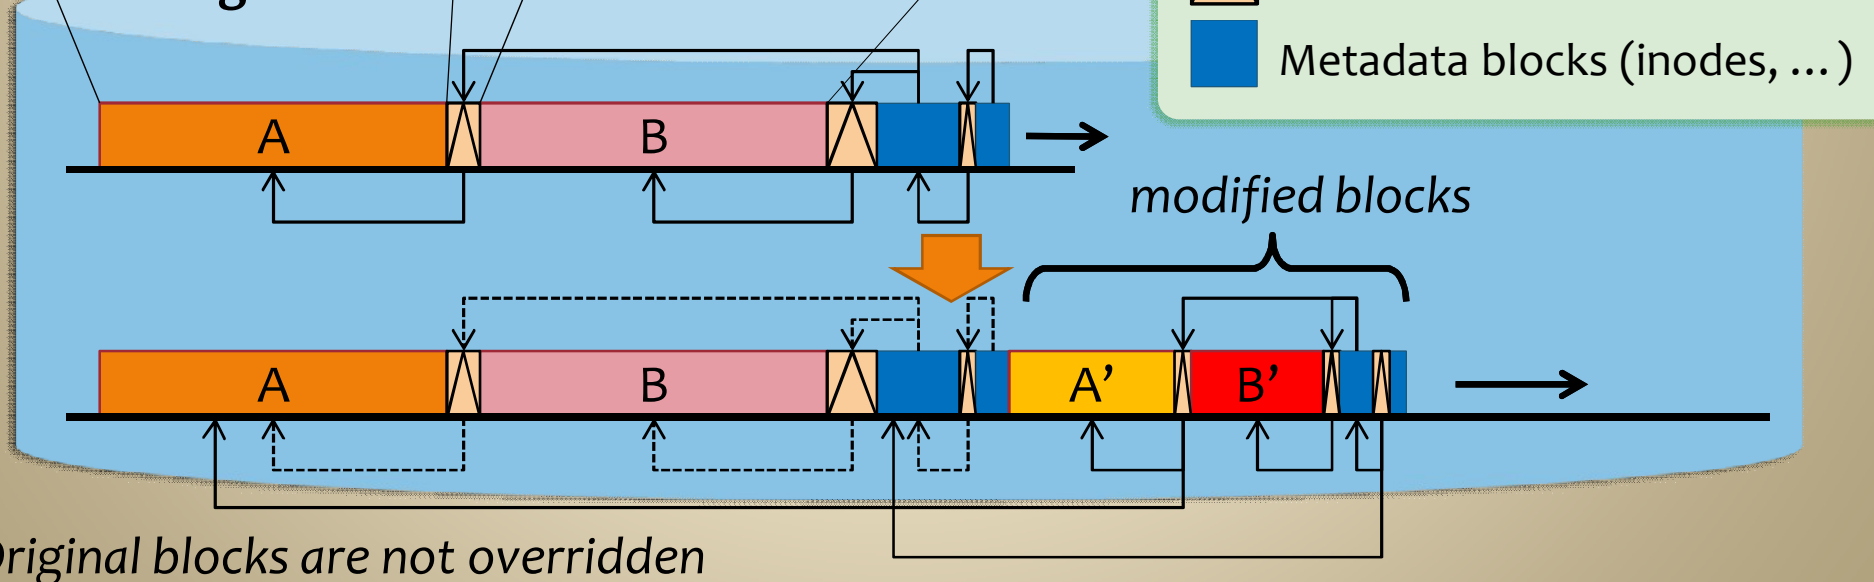 Metadata blocks (inodes, ...)
A
B
modified blocks
A
B
A’
B’
Original blocks are not overridden